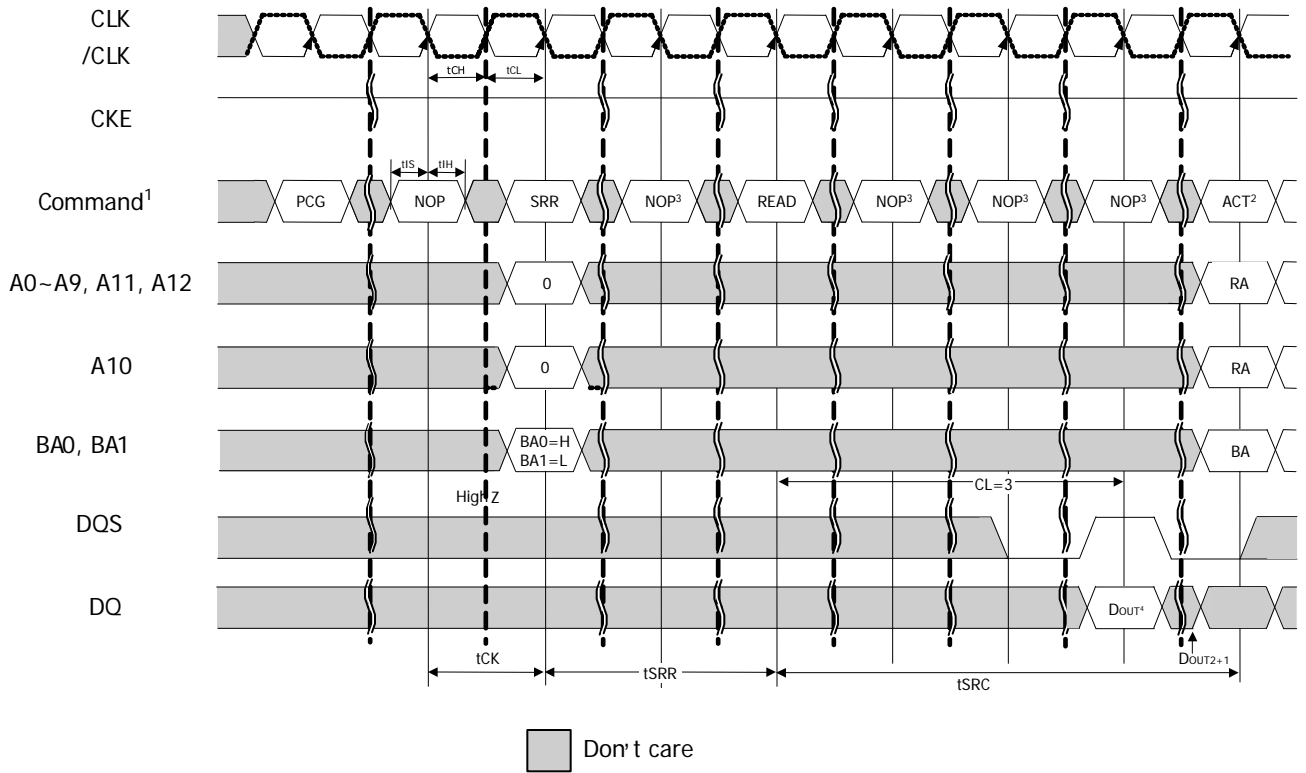 CLK
/CLK
tCH tCL
CKE
tIS tIH
Command1 PCG NOP SRR NOP3 READ NOP3 NOP3 NOP3 ACT2
A0~A9, A11, A12 0 RA
A10 0 RA
BA0, BA1 BA0=H BA1=L BA
CL=3
High Z
DQS
DQ DOUT4
DOUT2+1
tCK tSRR tSRC
Don't care